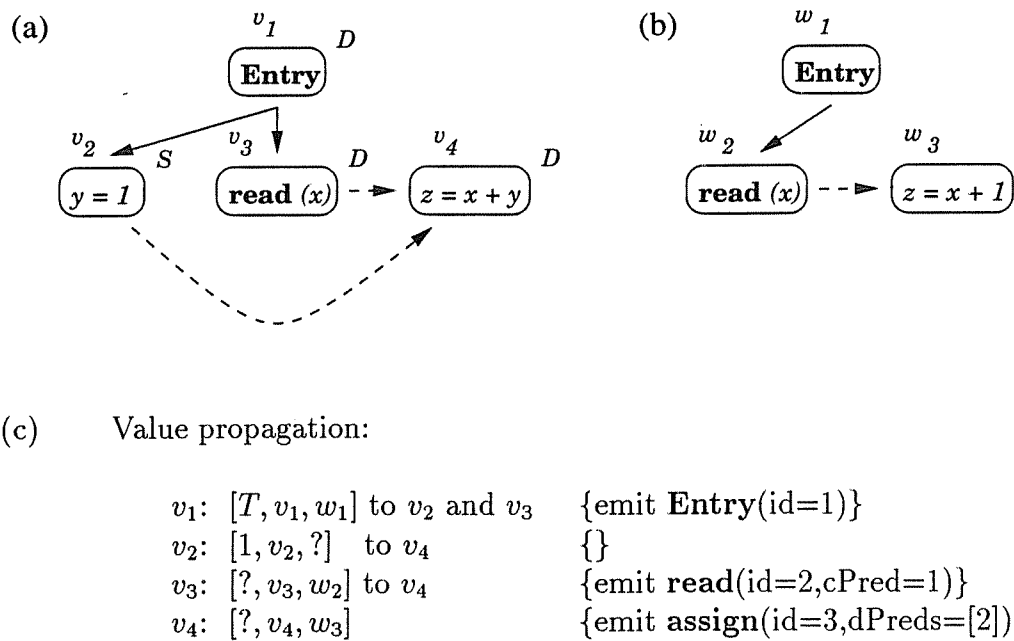 (a) v1 D
Entry
v2 S v3 D v4 D
y = 1 read (x) z = x + y
(b) w1
Entry
w2 w3
read (x) z = x + 1
(c) Value propagation:
v₁: [T, v₁, w₁] to v₂ and v₃ {emit Entry(id=1)}
v₂: [1, v₂, ?] to v₄ {}
v₃: [?, v₃, w₂] to v₄ {emit read(id=2,cPred=1)}
v₄: [?, v₄, w₃] {emit assign(id=3,dPreds=[2])